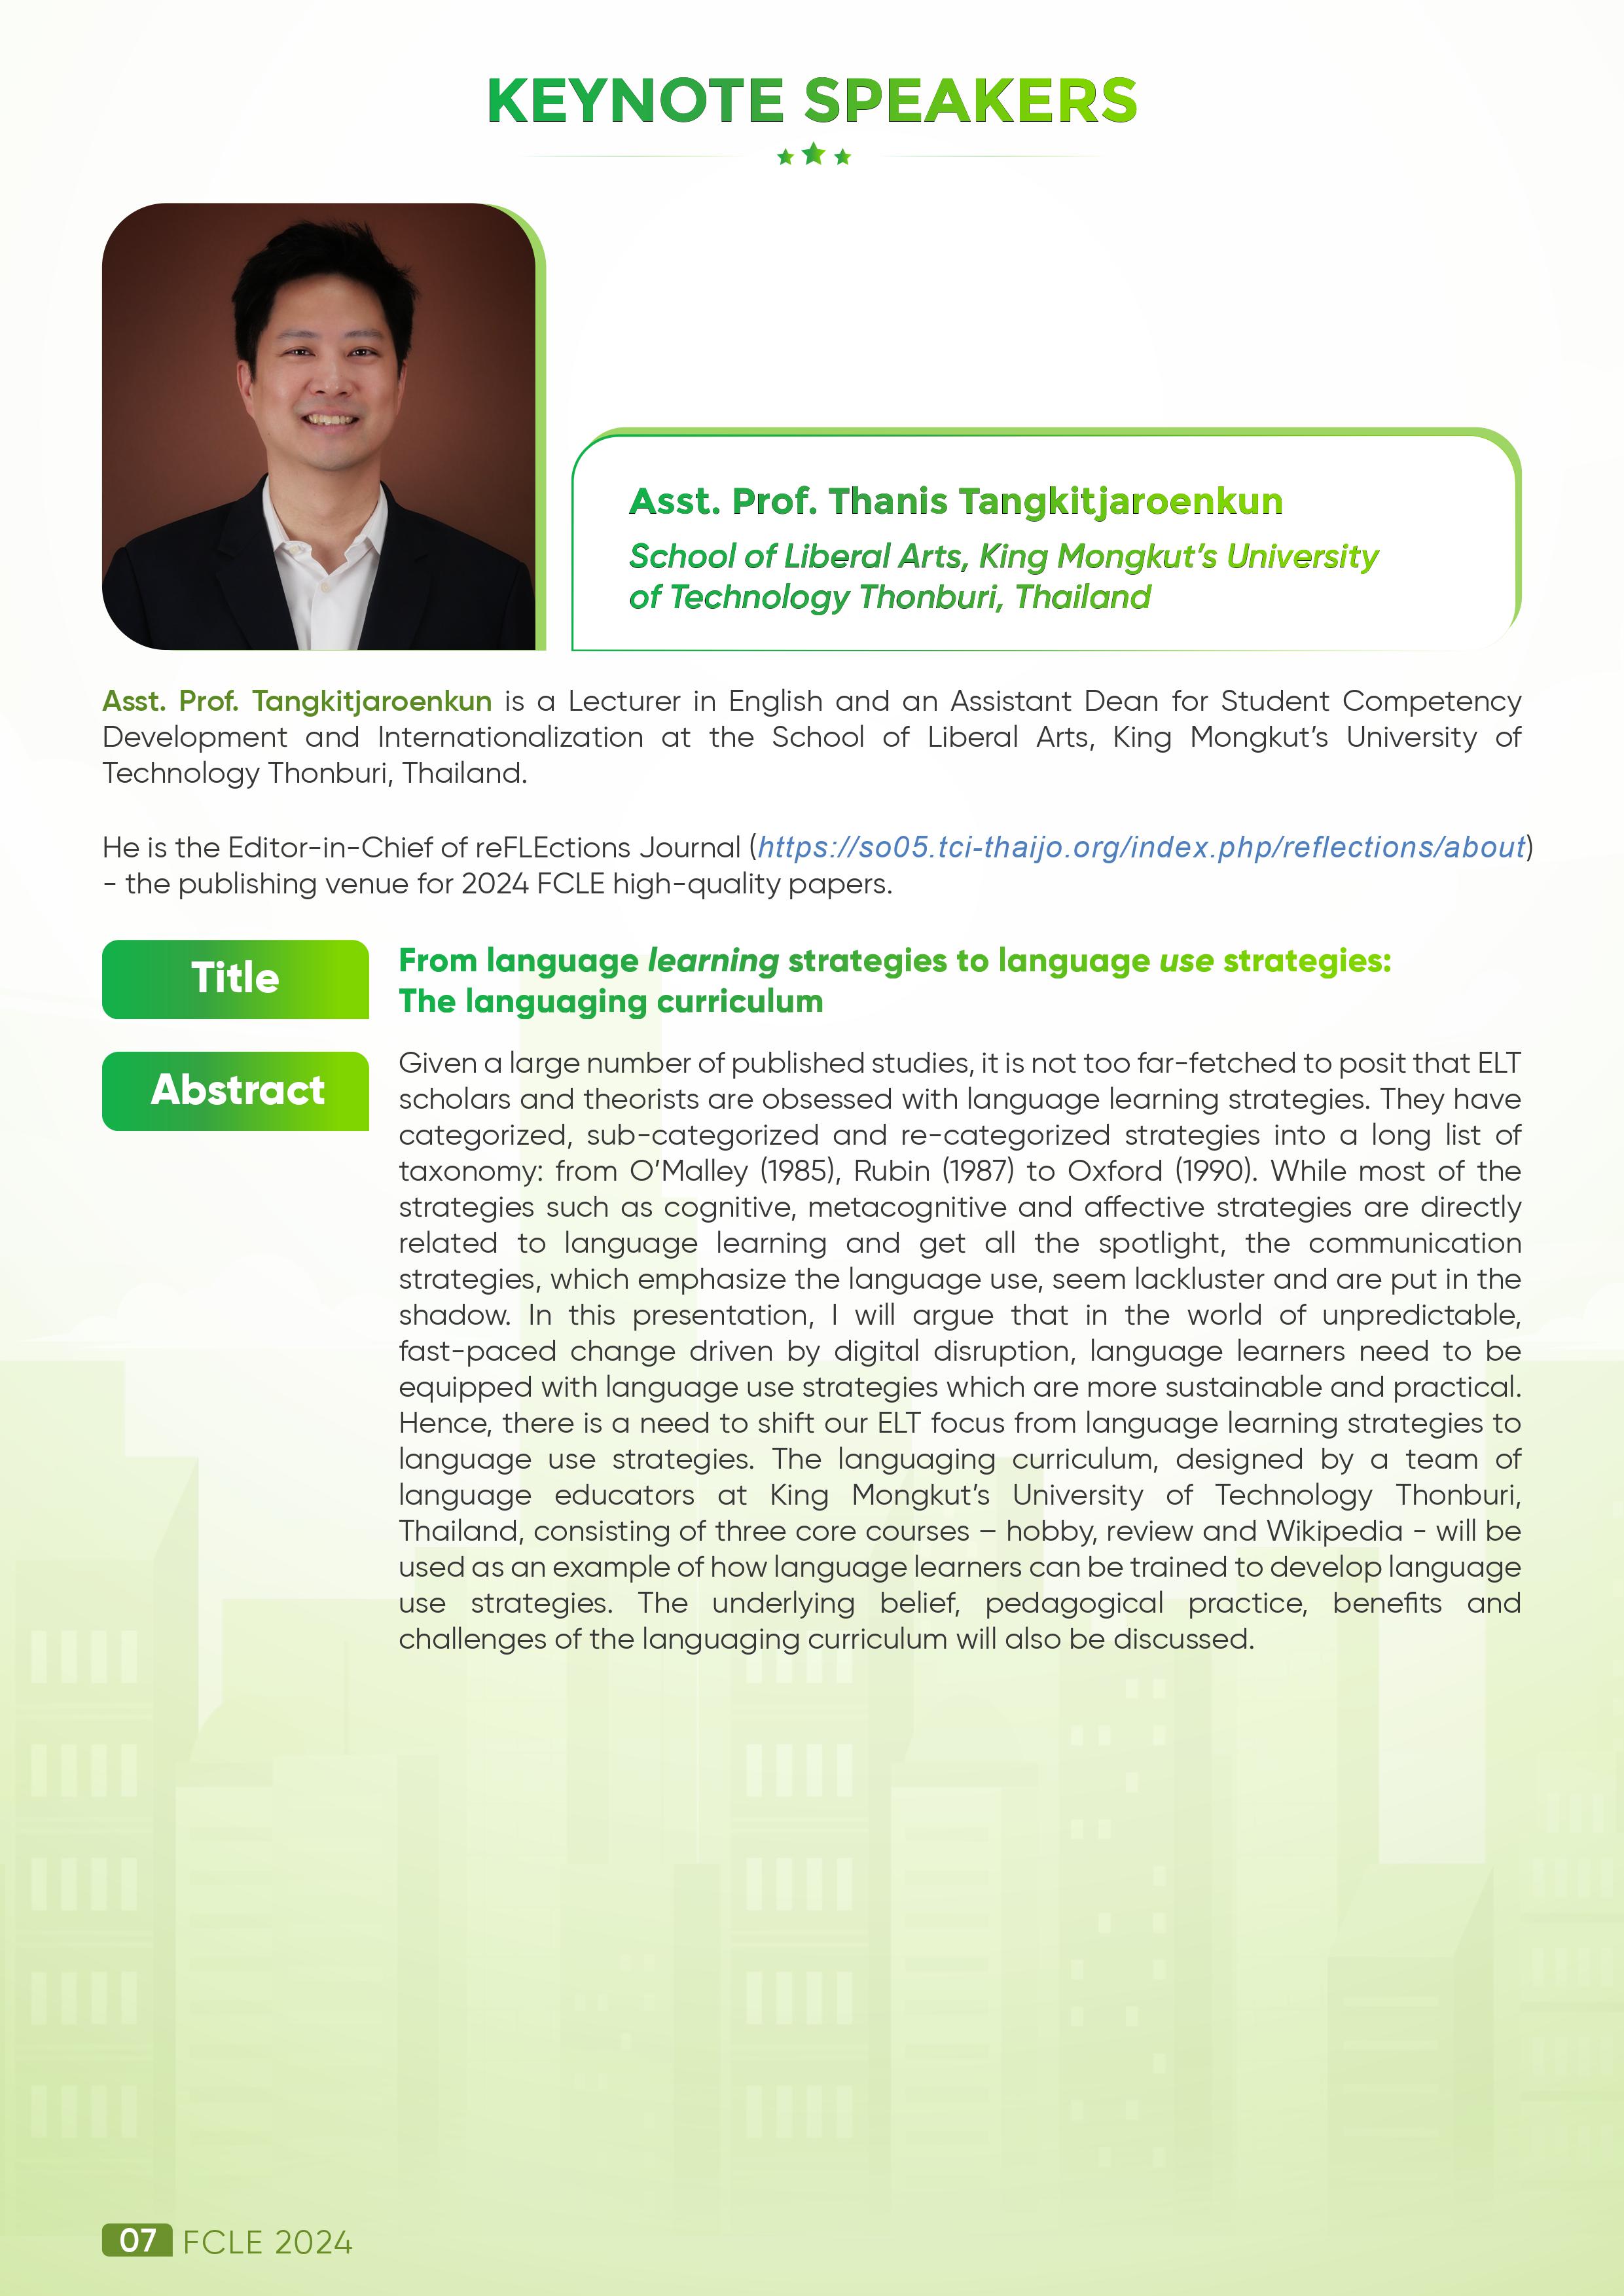 KEYNOTE SPEAKERS
Asst. Prof. Thanis Tangkitjaroenkun
School of Liberal Arts, King Mongkut’s University
of Technology Thonburi, Thailand
Asst. Prof. Tangkitjaroenkun is a Lecturer in English and an Assistant Dean for Student Competency
Development and Internationalization at the School of Liberal Arts, King Mongkut’s University of
Technology Thonburi, Thailand.
He is the Editor-in-Chief of reFLEctions Journal (https://so05.tci-thaijo.org/index.php/reflections/about)
- the publishing venue for 2024 FCLE high-quality papers.
Title
From language learning strategies to language use strategies:
The languaging curriculum
Abstract
Given a large number of published studies, it is not too far-fetched to posit that ELT
scholars and theorists are obsessed with language learning strategies. They have
categorized, sub-categorized and re-categorized strategies into a long list of
taxonomy: from O’Malley (1985), Rubin (1987) to Oxford (1990). While most of the
strategies such as cognitive, metacognitive and affective strategies are directly
related to language learning and get all the spotlight, the communication
strategies, which emphasize the language use, seem lackluster and are put in the
shadow. In this presentation, I will argue that in the world of unpredictable,
fast-paced change driven by digital disruption, language learners need to be
equipped with language use strategies which are more sustainable and practical.
Hence, there is a need to shift our ELT focus from language learning strategies to
language use strategies. The languaging curriculum, designed by a team of
language educators at King Mongkut’s University of Technology Thonburi,
Thailand, consisting of three core courses – hobby, review and Wikipedia - will be
used as an example of how language learners can be trained to develop language
use strategies. The underlying belief, pedagogical practice, benefits and
challenges of the languaging curriculum will also be discussed.
07 FCLE 2024